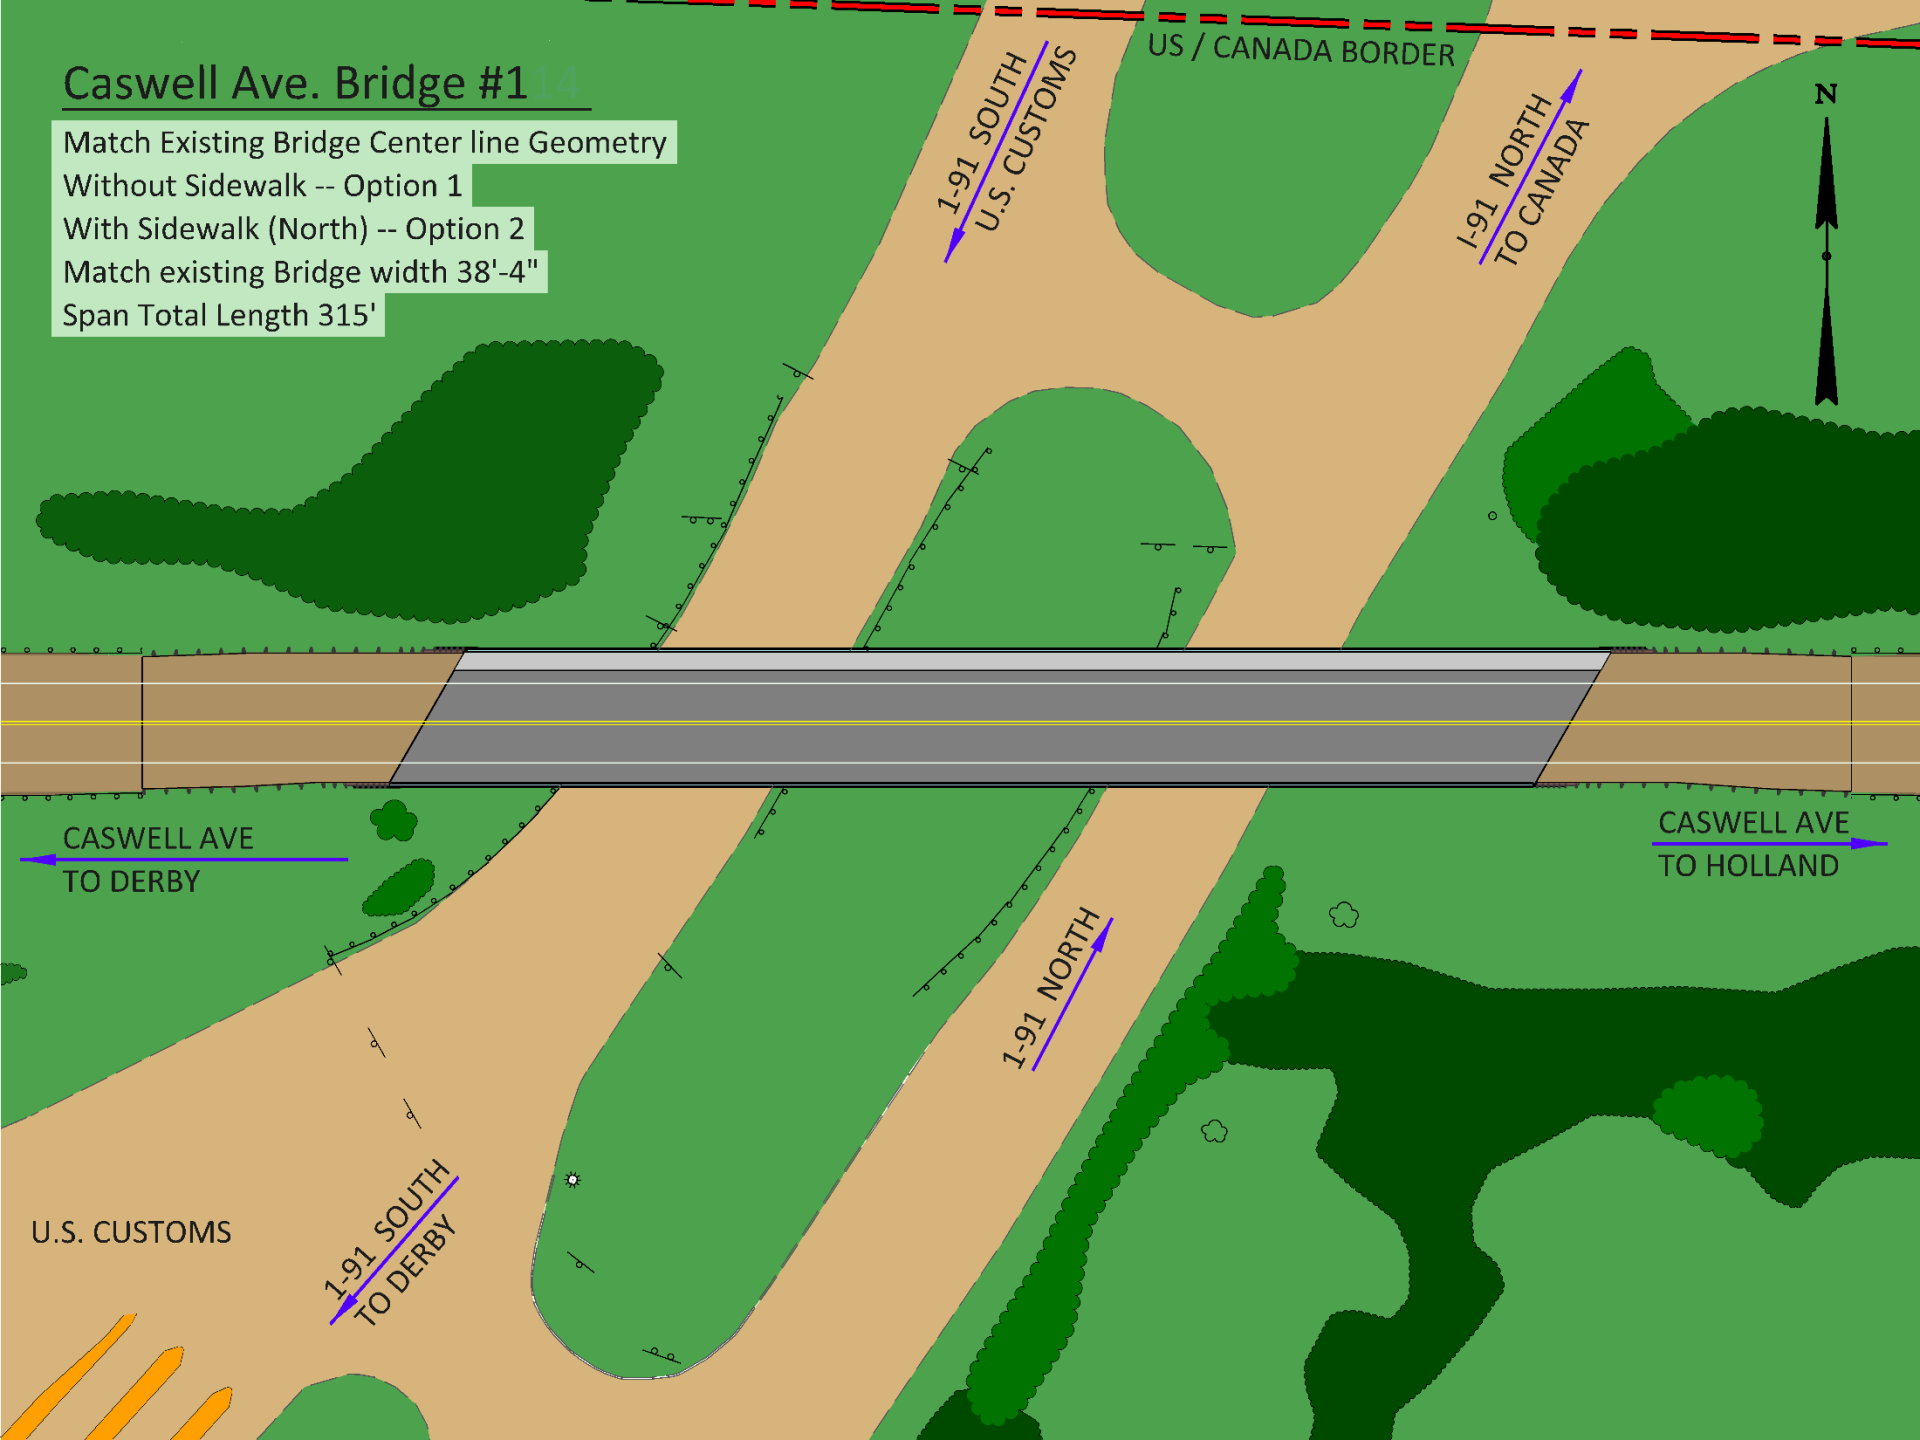 Caswell Ave. Bridge #114
Match Existing Bridge Center line Geometry
Without Sidewalk -- Option 1
With Sidewalk (North) -- Option 2
Match existing Bridge width 38'-4"
Span Total Length 315'
1-91 SOUTH
U.S. CUSTOMS
US / CANADA BORDER
I-91 NORTH
TO CANADA
N
CASWELL AVE
TO DERBY
CASWELL AVE
TO HOLLAND
1-91 NORTH
U.S. CUSTOMS
1-91 SOUTH
TO DERBY